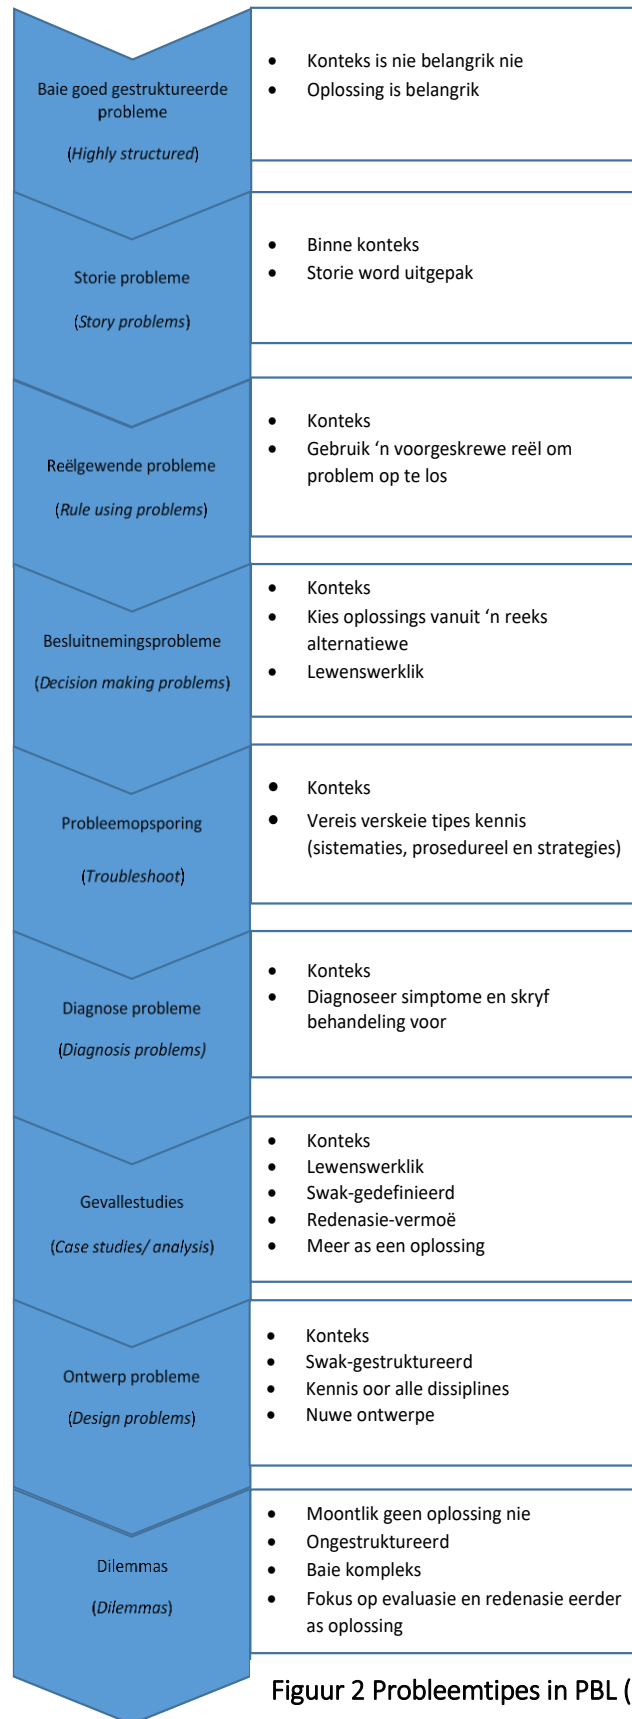 Baie goed gestruktureerde
probleme
(Highly structured)
• Konteks is nie belangrik nie
• Oplossing is belangrik
Storie probleme
(Story problems)
• Binne konteks
• Storie word uitgepak
Reëlgewende probleme
(Rule using problems)
• Konteks
• Gebruik ‘n voorgeskrewe reël om
problem op te los
Besluitnemingsprobleme
(Decision making problems)
• Konteks
• Kies oplossings vanuit ‘n reeks
alternatiewe
• Lewenswerklik
Probleemopsporing
(Troubleshoot)
• Konteks
• Vereis verskeie tipes kennis
(sistematies, prosedureel en strategies)
Diagnose probleme
(Diagnosis problems)
• Konteks
• Diagnoseer simptome en skryf
behandeling voor
Gevallestudies
(Case studies/ analysis)
• Konteks
• Lewenswerklik
• Swak-gedefinieerd
• Redenasie-vermoë
• Meer as een oplossing
Ontwerp probleme
(Design problems)
• Konteks
• Swak-gestruktureerd
• Kennis oor alle dissiplines
• Nuwe ontwerpe
Dilemmas
(Dilemmas)
• Moontlik geen oplossing nie
• Ongestruktureerd
• Baie kompleks
• Fokus op evaluasie en redenasie eerder
as oplossing
Figuur 2 Probleemtipes in PBL (